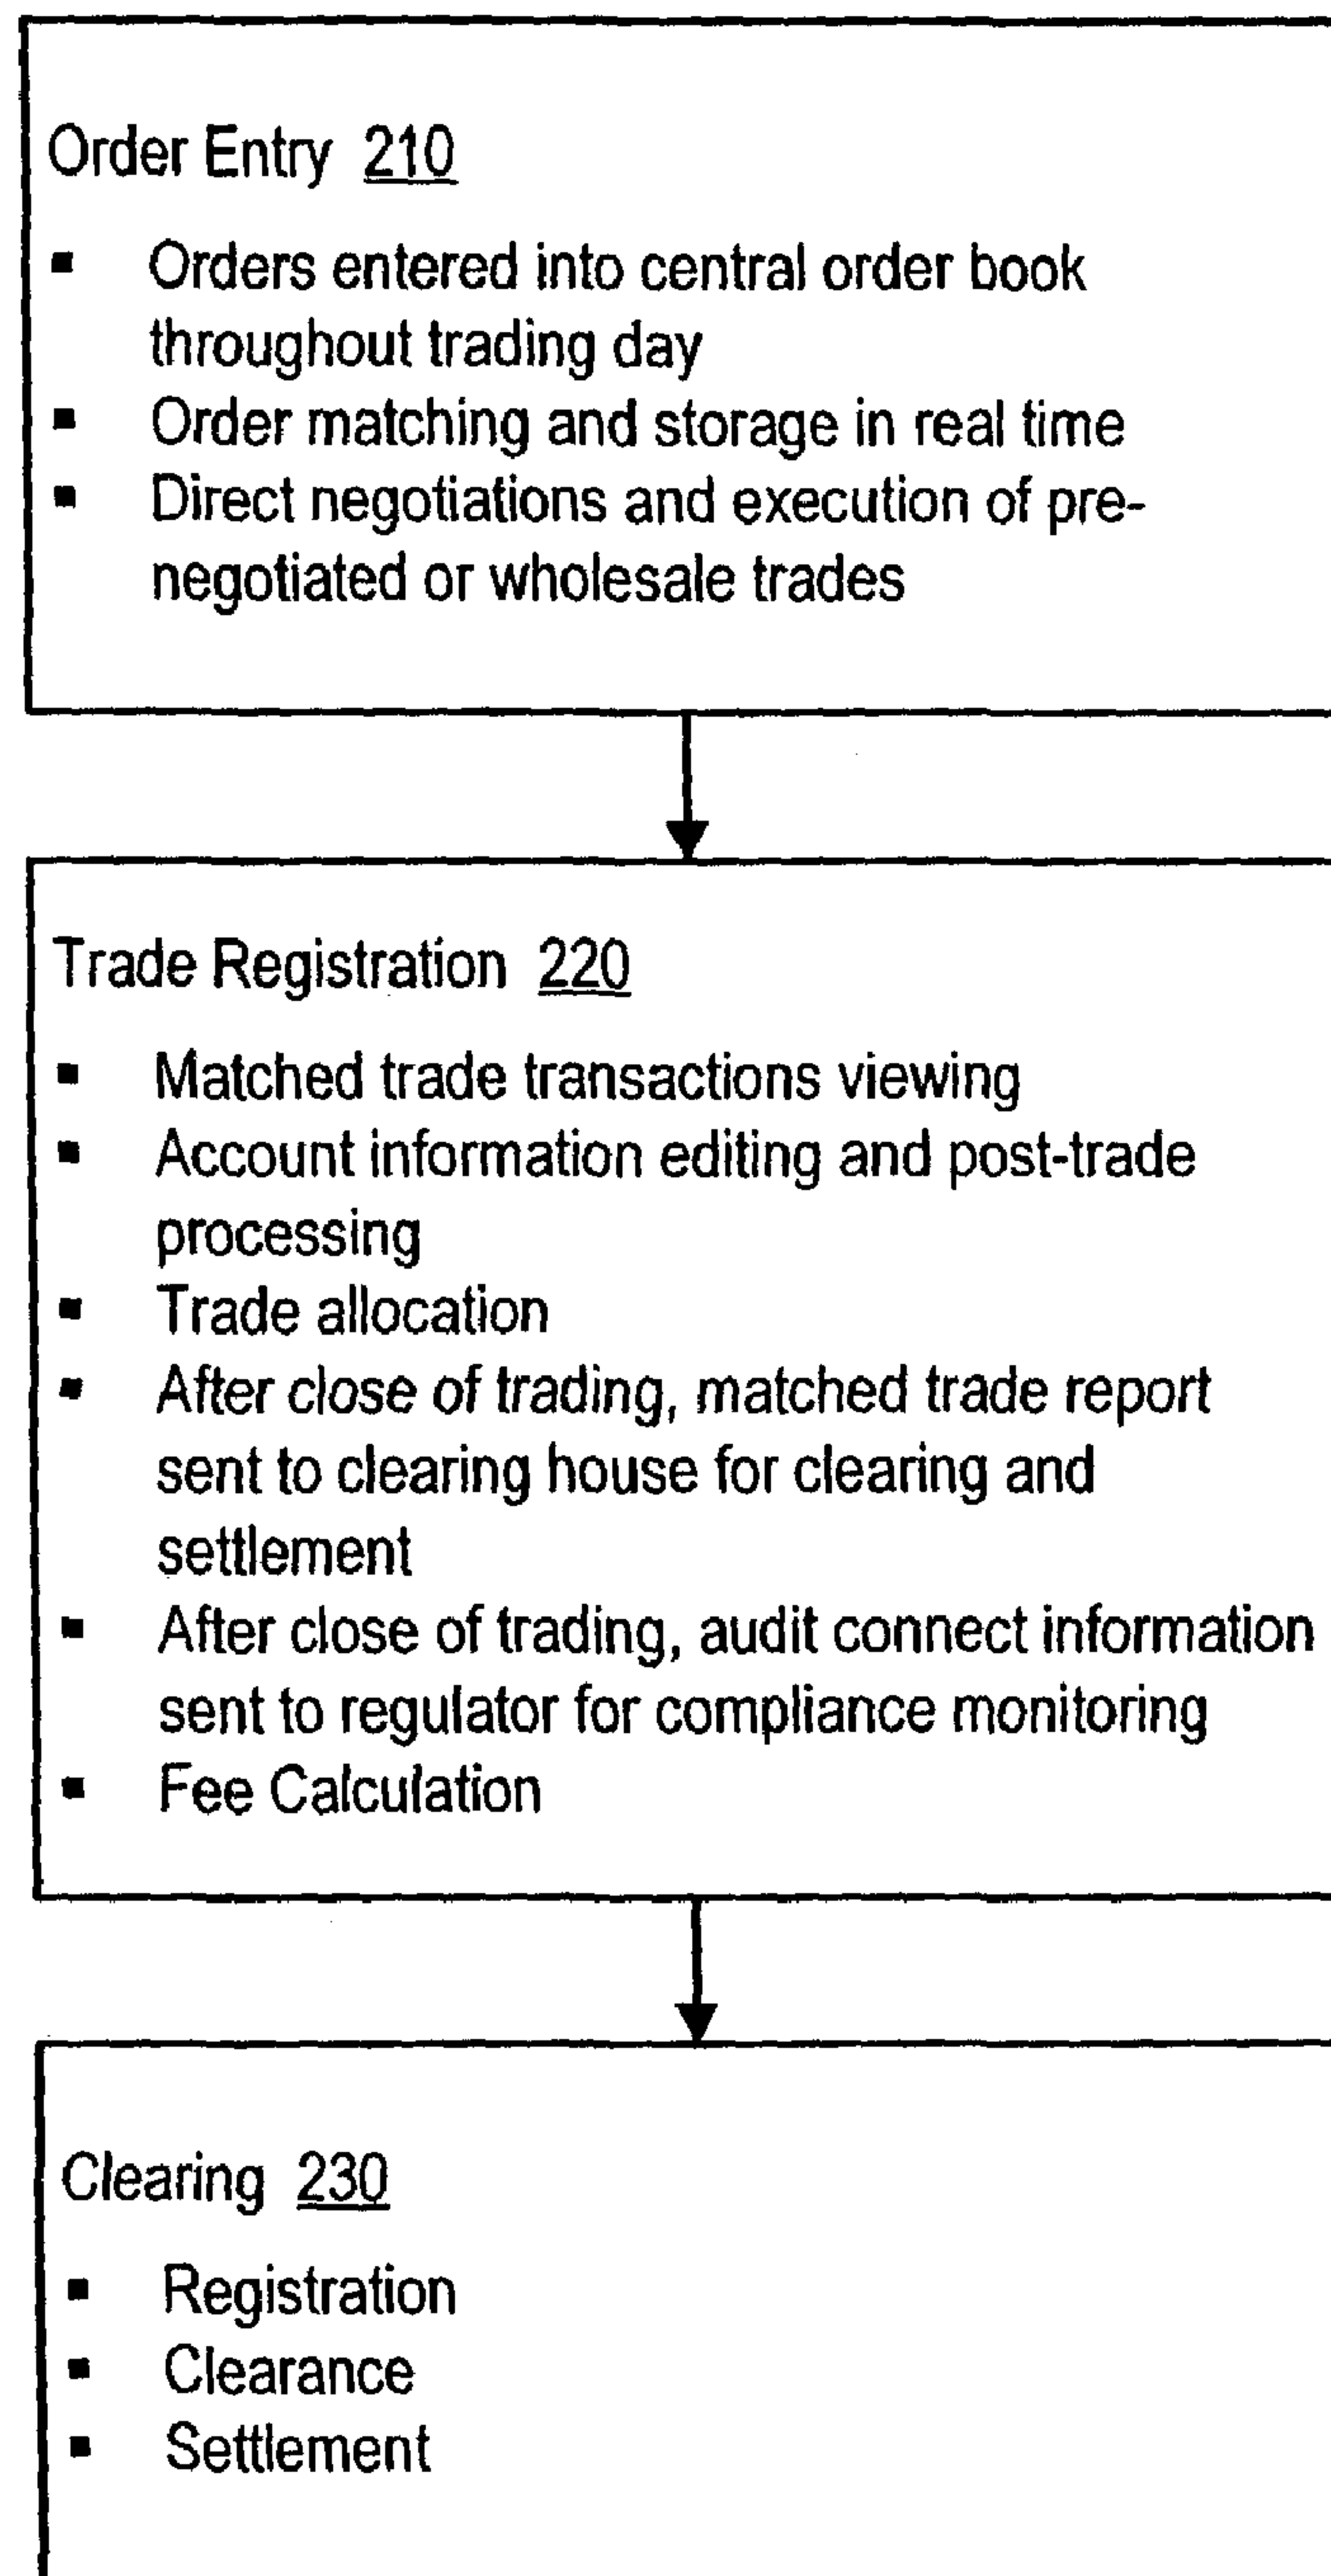 Order Entry 210
▪ Orders entered into central order book
throughout trading day
▪ Order matching and storage in real time
▪ Direct negotiations and execution of pre-
negotiated or wholesale trades
Trade Registration 220
▪ Matched trade transactions viewing
▪ Account information editing and post-trade
processing
▪ Trade allocation
▪ After close of trading, matched trade report
sent to clearing house for clearing and
settlement
▪ After close of trading, audit connect information
sent to regulator for compliance monitoring
▪ Fee Calculation
Clearing 230
▪ Registration
▪ Clearance
▪ Settlement